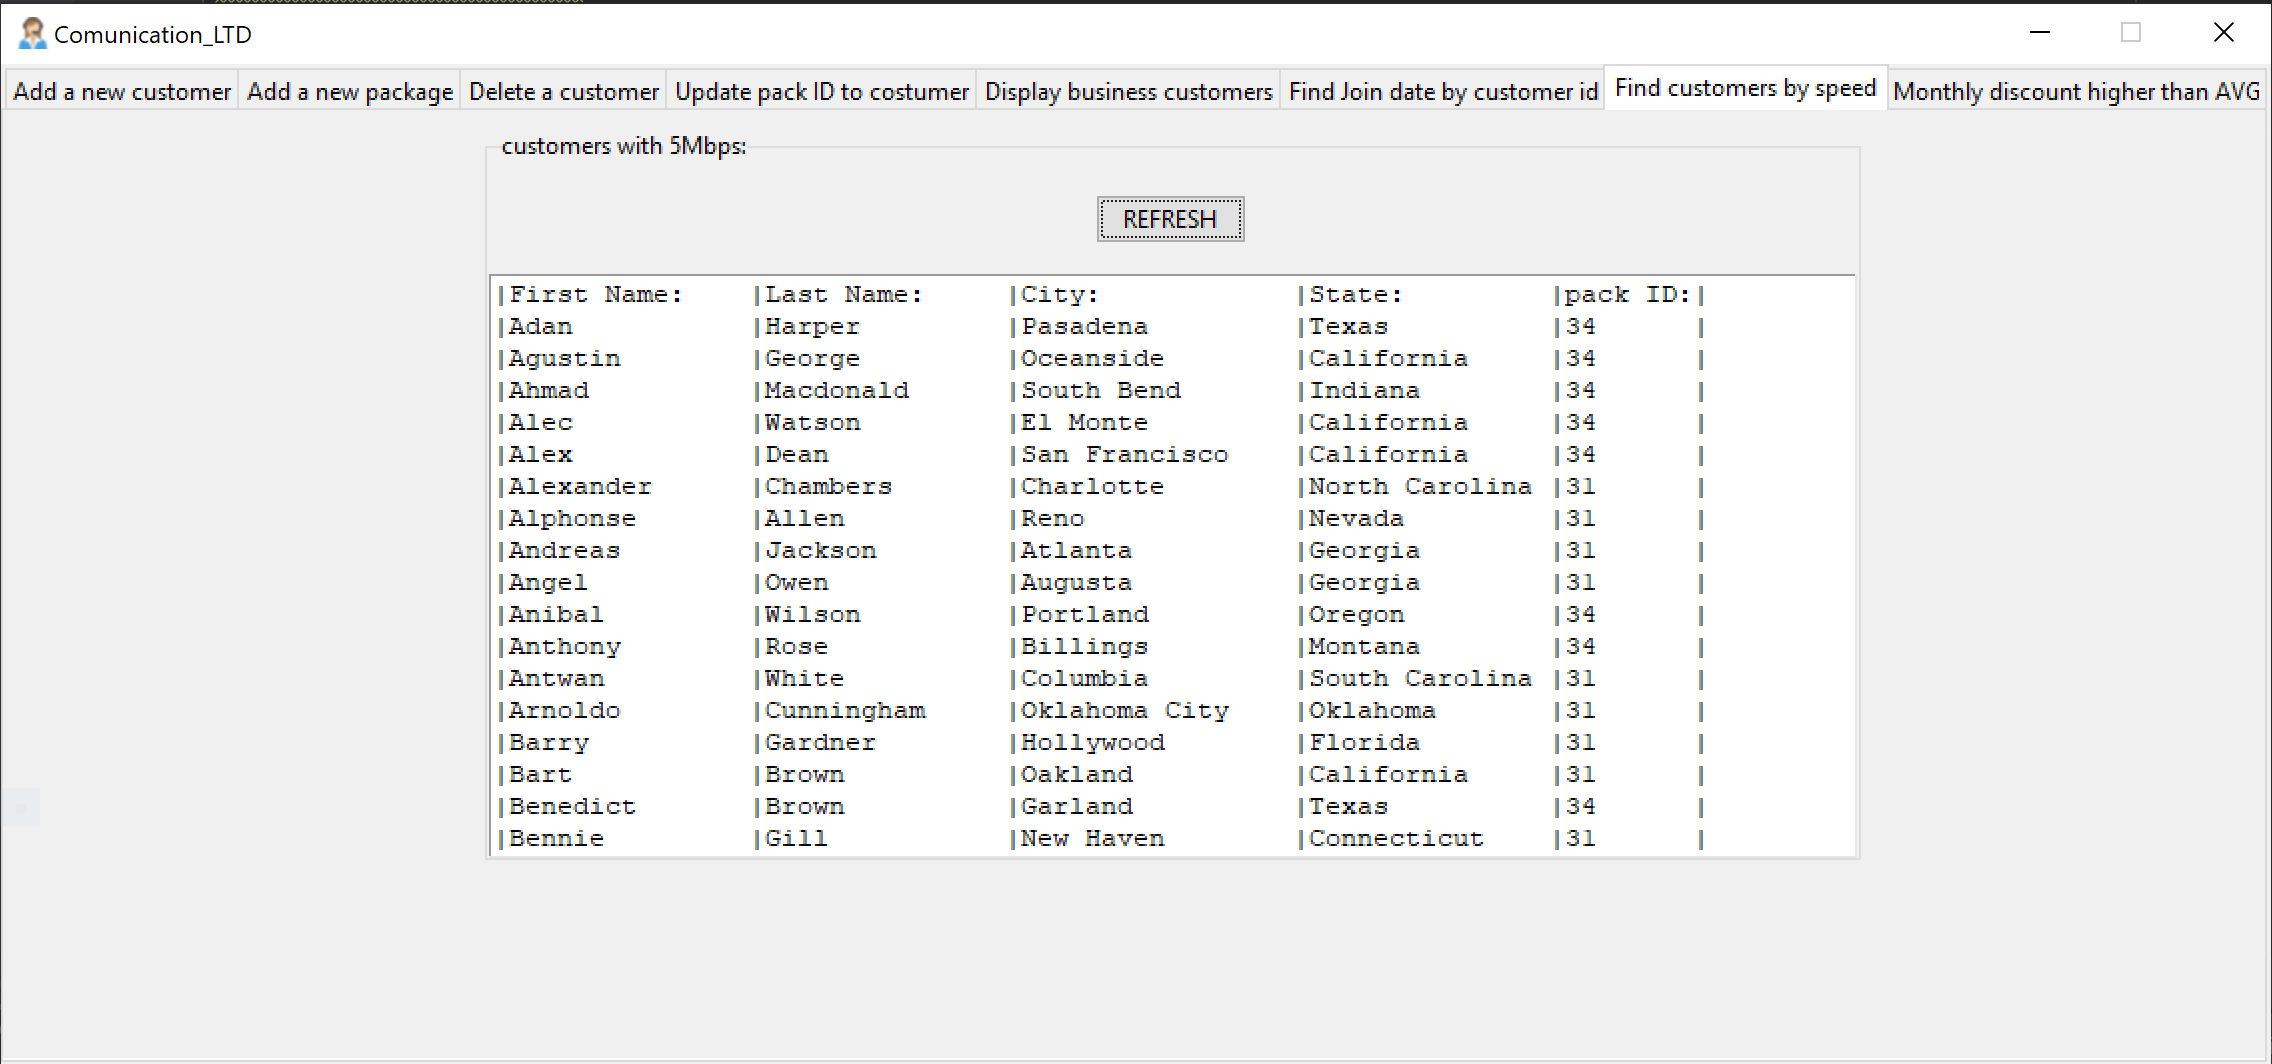 Comunication_LTD
Add a new customer Add a new package Delete a customer Update pack ID to costumer Display business customers Find Join date by customer id Find customers by speed Monthly discount higher than AVG
customers with 5Mbps:
REFRESH
|First Name: |Last Name: |City: |State: |pack ID:|
|Adan |Harper |Pasadena |Texas |34 |
|Agustin |George |Oceanside |California |34 |
|Ahmad |Macdonald |South Bend |Indiana |34 |
|Alec |Watson |El Monte |California |34 |
|Alex |Dean |San Francisco |California |34 |
|Alexander |Chambers |Charlotte |North Carolina |31 |
|Alphonse |Allen |Reno |Nevada |31 |
|Andreas |Jackson |Atlanta |Georgia |31 |
|Angel |Owen |Augusta |Georgia |31 |
|Anibal |Wilson |Portland |Oregon |34 |
|Anthony |Rose |Billings |Montana |34 |
|Antwan |White |Columbia |South Carolina |31 |
|Arnoldo |Cunningham |Oklahoma City |Oklahoma |31 |
|Barry |Gardner |Hollywood |Florida |31 |
|Bart |Brown |Oakland |California |31 |
|Benedict |Brown |Garland |Texas |34 |
|Bennie |Gill |New Haven |Connecticut |31 |